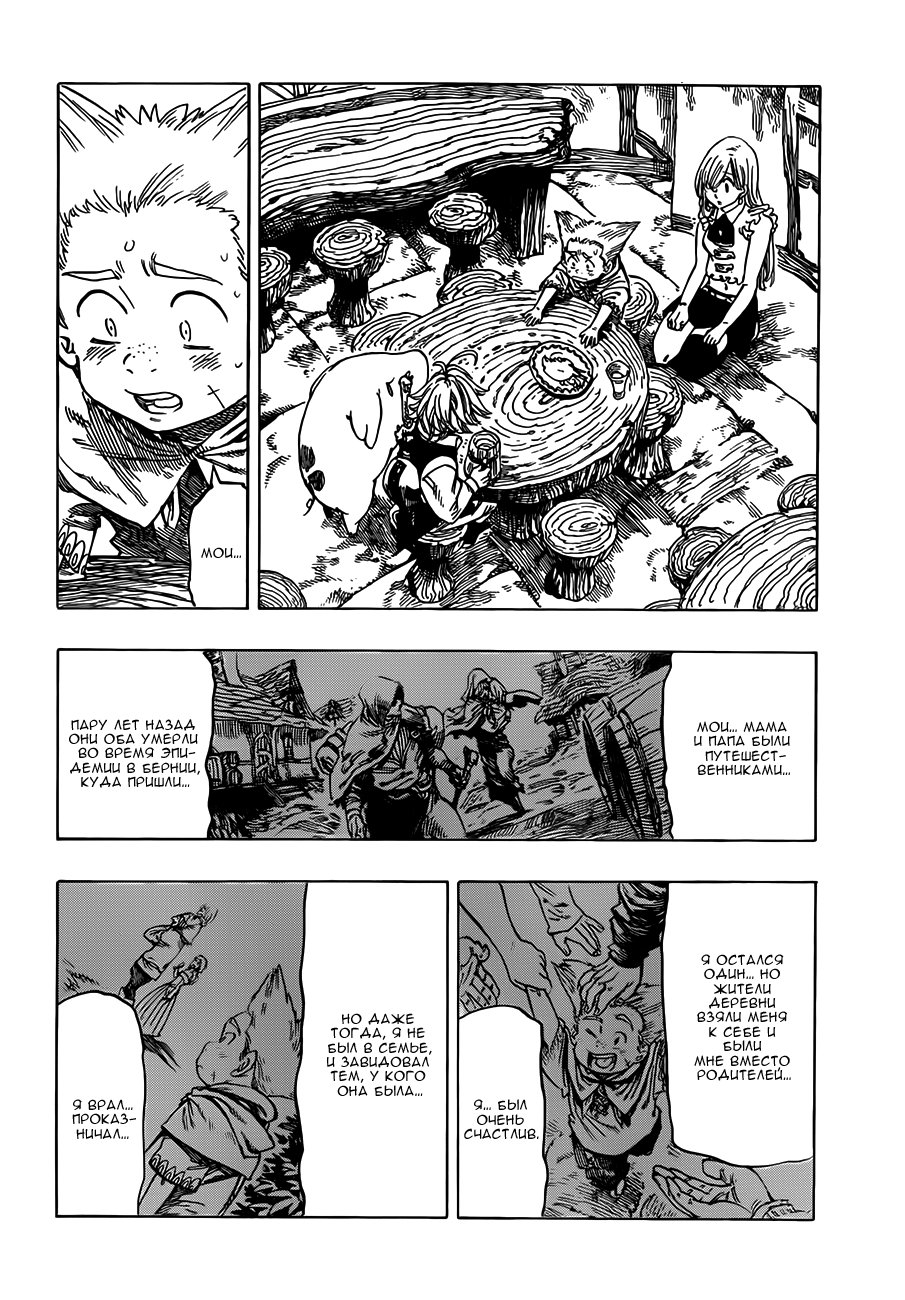 МОИ...
МОИ... МАМА
И ПАПА БЫЛИ
ПУТЕШЕСТ-
ВЕННИКАМИ...
ПАРУ ЛЕТ НАЗАД
ОНИ ОБА УМЕРЛИ
ВО ВРЕМЯ ЭПИ-
ДЕМИИ В БЕРНИИ,
КУДА ПРИШЛИ...
Я ОСТАЛСЯ
ОДИН... НО
ЖИТЕЛИ
ДЕРЕВНИ
ВЗЯЛИ МЕНЯ
К СЕБЕ И
БЫЛИ
МНЕ ВМЕСТО
РОДИТЕЛЕЙ...
Я... БЫЛ
ОЧЕНЬ
СЧАСТЛИВ.
НО ДАЖЕ
ТОГДА, Я НЕ
БЫЛ В СЕМЬЕ,
И ЗАВИДОВАЛ
ТЕМ, У КОГО
ОНА БЫЛА...
Я ВРАЛ...
ПРОКАЗ-
НИЧАЛ...